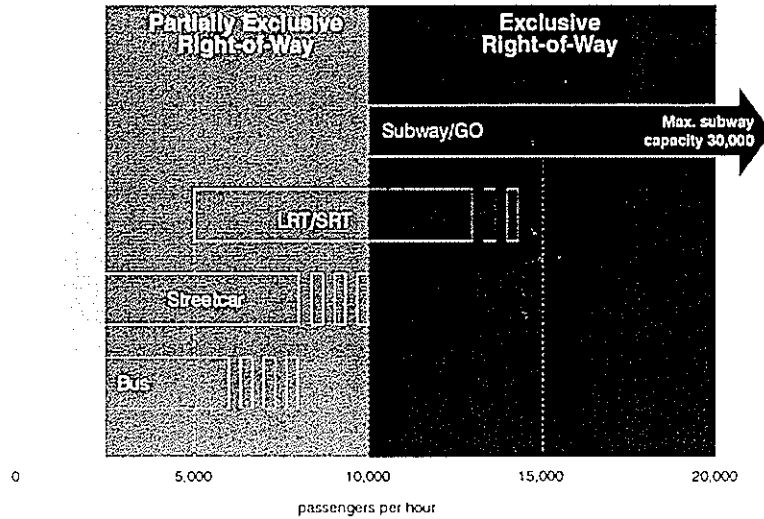 Partially Exclusive
Right-of-Way
Exclusive
Right-of-Way
Subway/GO
Max. subway
capacity 30,000
LRT/SRT
Streetcar
Bus
0
5,000
10,000
15,000
20,000
passengers per hour